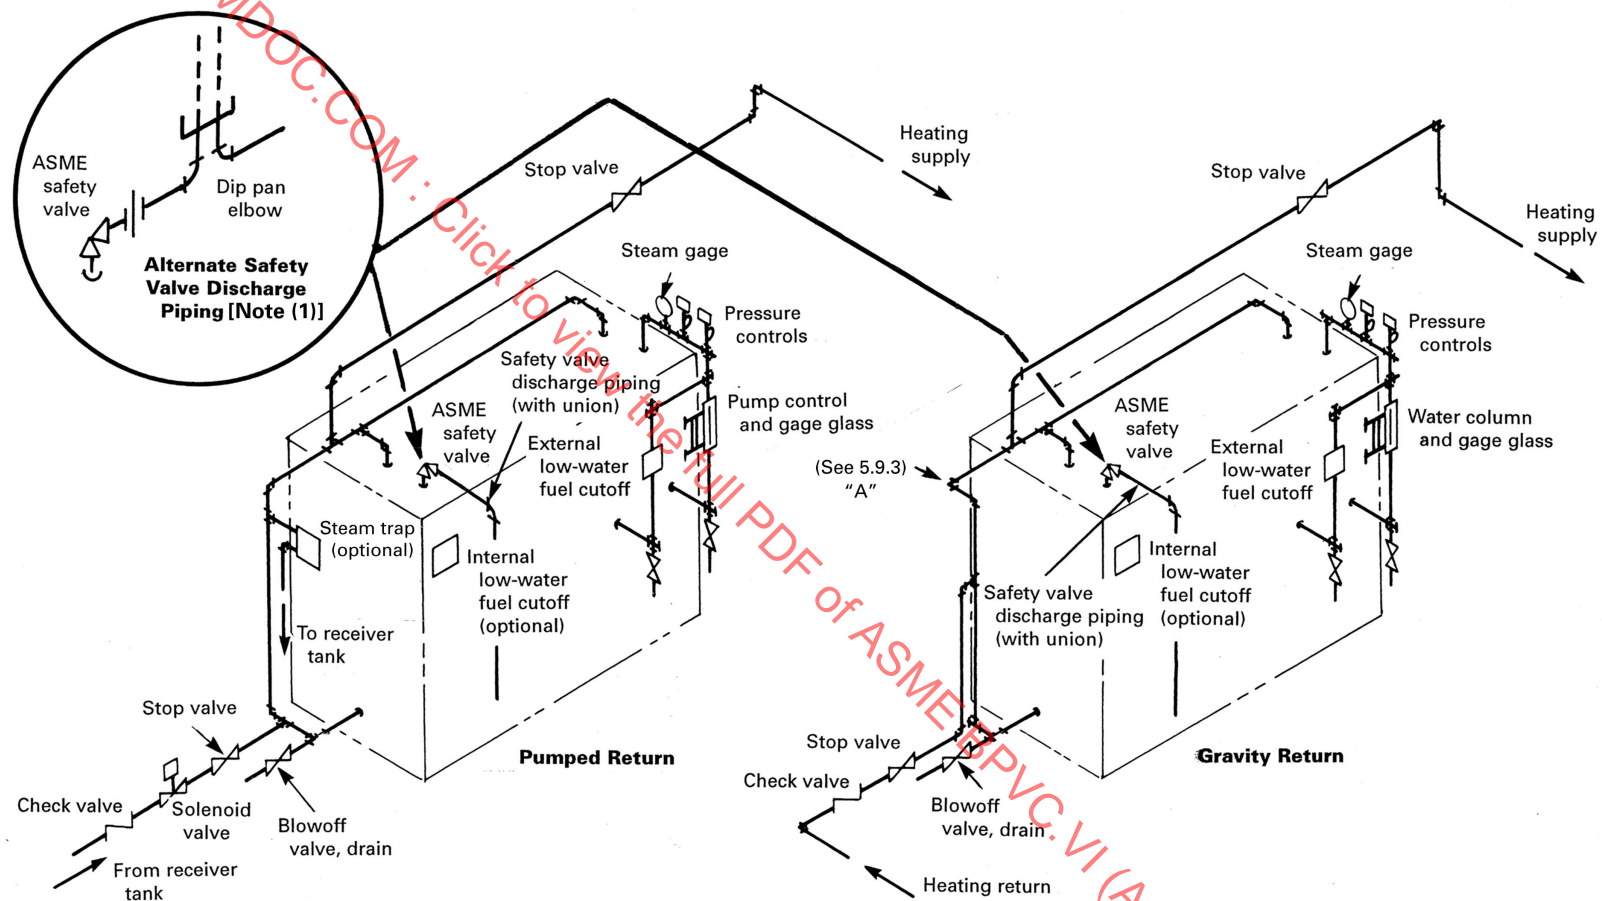 ASME
safety
valve
Dip pan
elbow
Alternate Safety
Valve Discharge
Piping [Note (1)]
Stop valve
Heating
supply
Steam gage
Pressure
controls
Safety valve
discharge piping
(with union)
ASME
safety
valve
Pump control
and gage glass
External
low-water
fuel cutoff
Steam trap
(optional)
Internal
low-water
fuel cutoff
(optional)
To receiver
tank
Stop valve
Check valve
Solenoid
valve
Blowoff
valve, drain
From receiver
tank
Pumped Return
Stop valve
Heating
supply
Steam gage
Pressure
controls
ASME
safety
valve
Water column
and gage glass
External
low-water
fuel cutoff
(See 5.9.3)
“A”
Internal
low-water
fuel cutoff
(optional)
Safety valve
discharge piping
(with union)
Stop valve
Check valve
Blowoff
valve, drain
Heating return
Gravity Return
MDOC.COM : Click to view the full PDF of ASME BPVC.VI (A